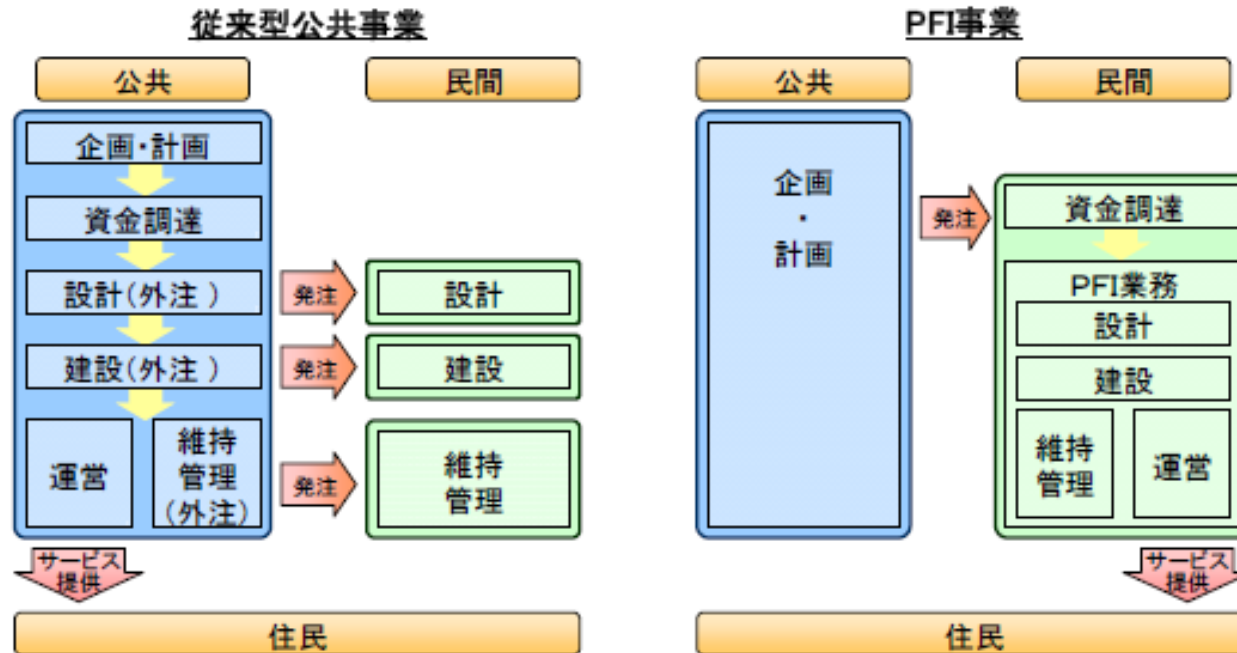 従来型公共事業
公共
民間
企画・計画
資金調達
設計(外注)
発注
設計
建設(外注)
発注
建設
運営
維持
管理
(外注)
発注
維持
管理
サービス
提供
住民
PFI事業
公共
民間
企画
・
計画
発注
資金調達
PFI業務
設計
建設
維持
管理
運営
サービス
提供
住民